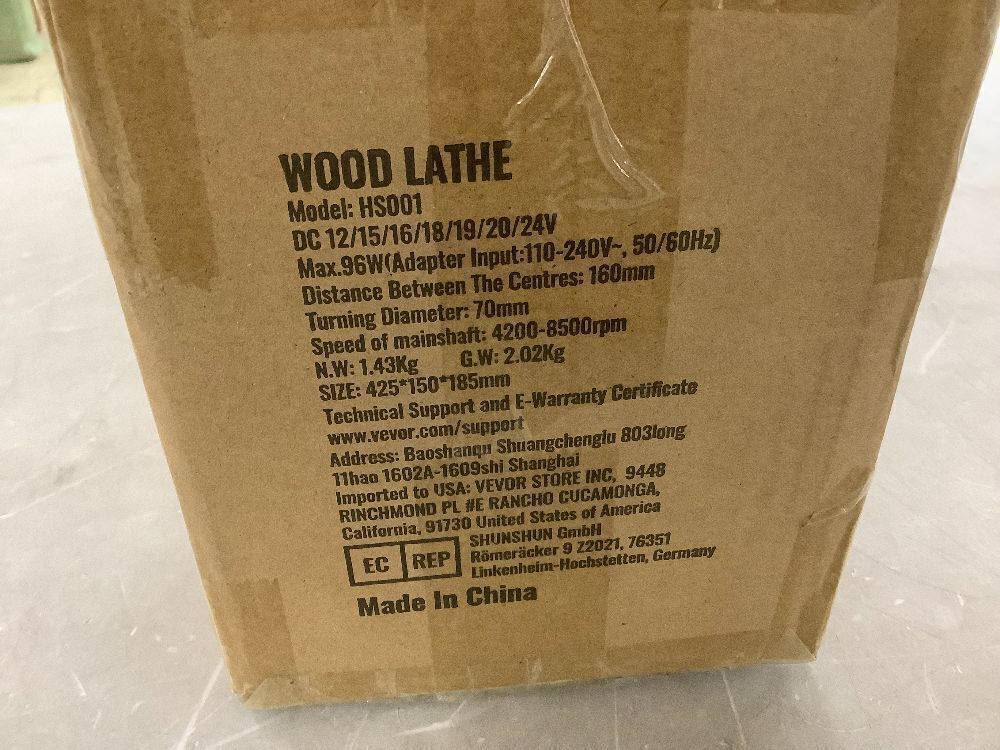 WOOD LATHE
Model: HS001
DC 12/15/16/18/19/20/24V
Max.96W(Adapter Input:110-240V~, 50/60Hz)
Distance Between The Centres: 160mm
Turning Diameter: 70mm
Speed of mainshaft: 4200-8500rpm
N.W: 1.43Kg G.W: 2.02Kg
SIZE: 425*150*185mm
Technical Support and E-Warranty Certificate
www.vevor.com/support
Address: Baoshanqu Shuangchenglu 803long
11hao 1602A-1609shi Shanghai
Imported to USA: VEVOR STORE INC, 9448
RINCHMOND PL #E RANCHO CUCAMONGA,
California, 91730 United States of America
EC REP
SHUNSHUN GmbH
Römeräcker 9 Z2021, 76351
Linkenheim-Hochstetten, Germany
Made In China